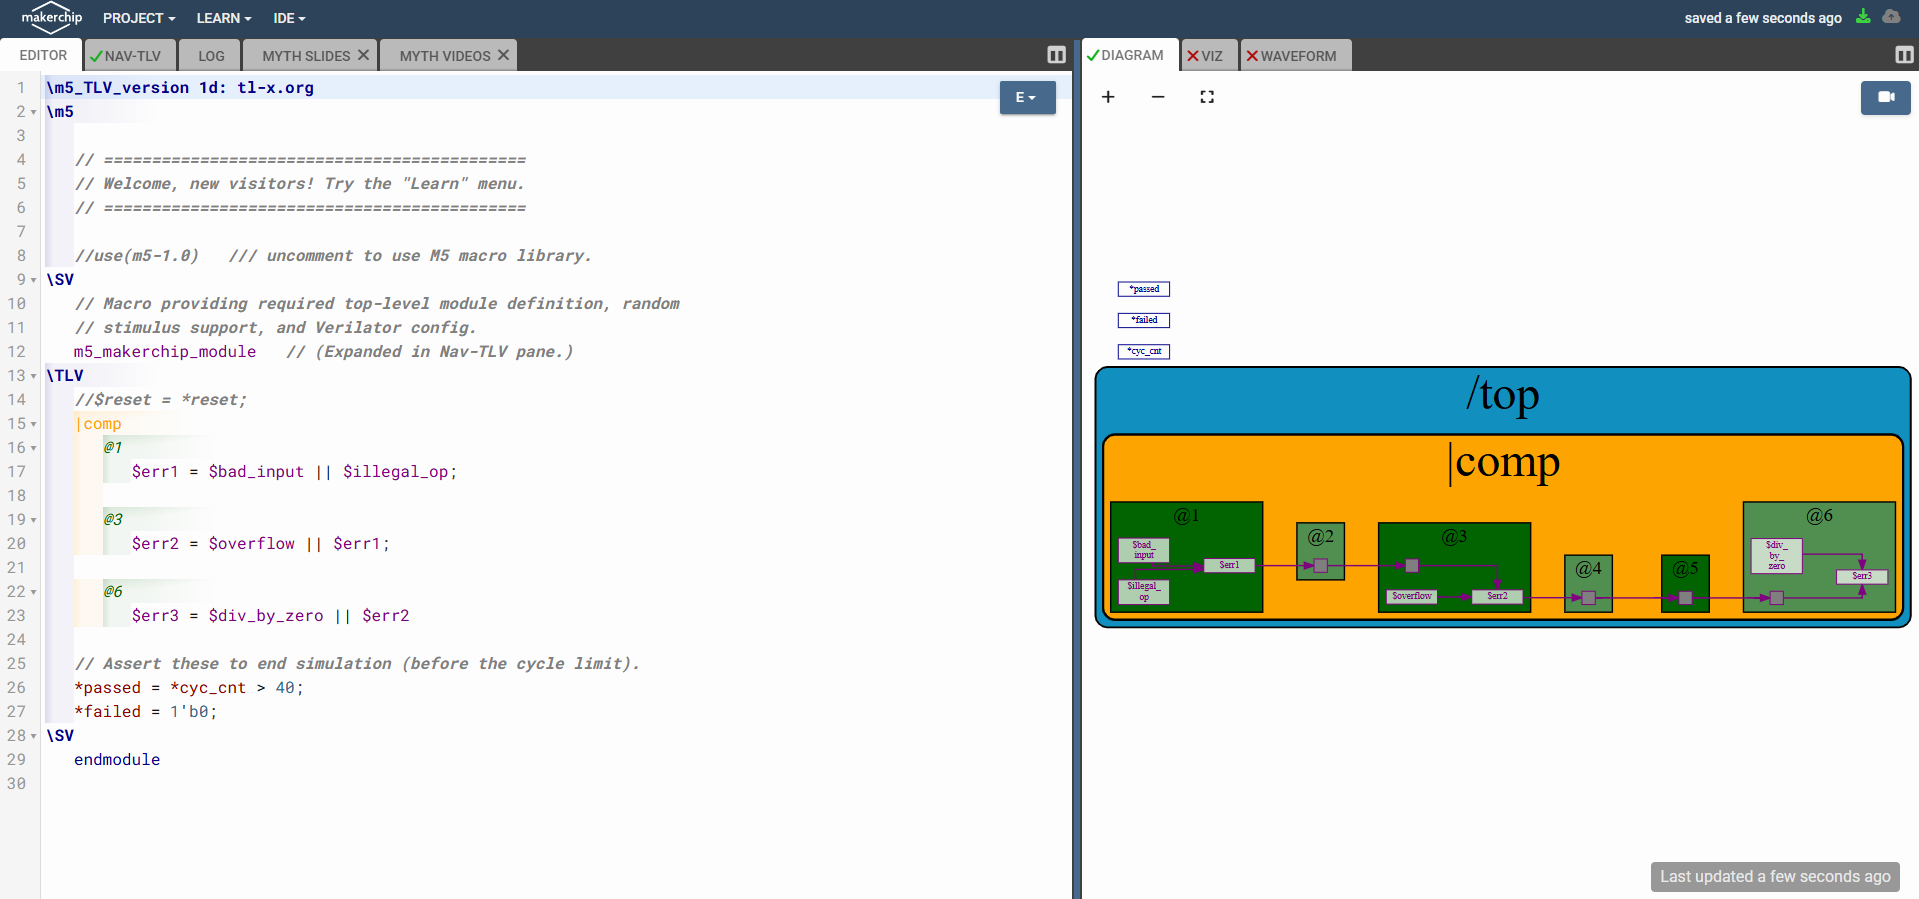 makerchip PROJECT LEARN IDE saved a few seconds ago
EDITOR NAV-TLV LOG MYTH SLIDES MYTH VIDEOS DIAGRAM VIZ WAVEFORM
1 \m5_TLV_version 1d: tl-x.org
E
2 \m5
3
4 // ============================================
5 // Welcome, new visitors! Try the "Learn" menu.
6 // ============================================
7
8 //use(m5-1.0)   /// uncomment to use M5 macro library.
9 \SV
10 // Macro providing required top-level module definition, random
11 // stimulus support, and Verilator config.
12 m5_makerchip_module   // (Expanded in Nav-TLV pane.)
13 \TLV
14 //$reset = *reset;
15 |comp
16 @1
17 $err1 = $bad_input || $illegal_op;
18
19 @3
20 $err2 = $overflow || $err1;
21
22 @6
23 $err3 = $div_by_zero || $err2
24
25 // Assert these to end simulation (before the cycle limit).
26 *passed = *cyc_cnt > 40;
27 *failed = 1'b0;
28 \SV
29 endmodule
30
*passed
*failed
*cyc_cnt
/top
|comp
@1
$bad_
input
$illegal_
op
$err1
@2
@3
$overflow
$err2
@4
@5
@6
$div_
by_
zero
$err3
Last updated a few seconds ago